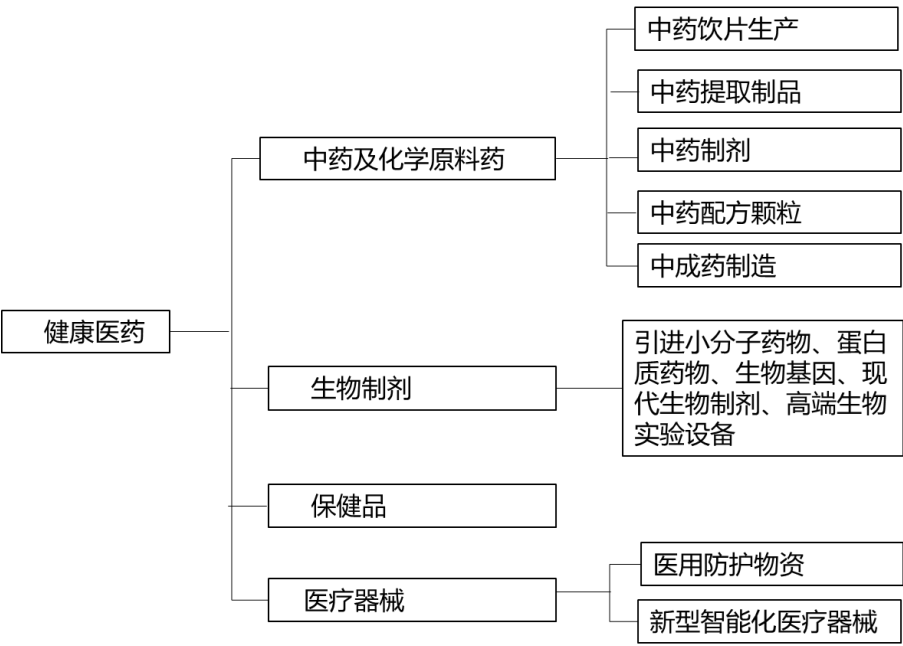 中药饮片生产
中药提取制品
中药及化学原料药
中药制剂
中药配方颗粒
中成药制造
健康医药
引进小分子药物、蛋白
质药物、生物基因、现
代生物制剂、高端生物
实验设备
生物制剂
保健品
医用防护物资
医疗器械
新型智能化医疗器械